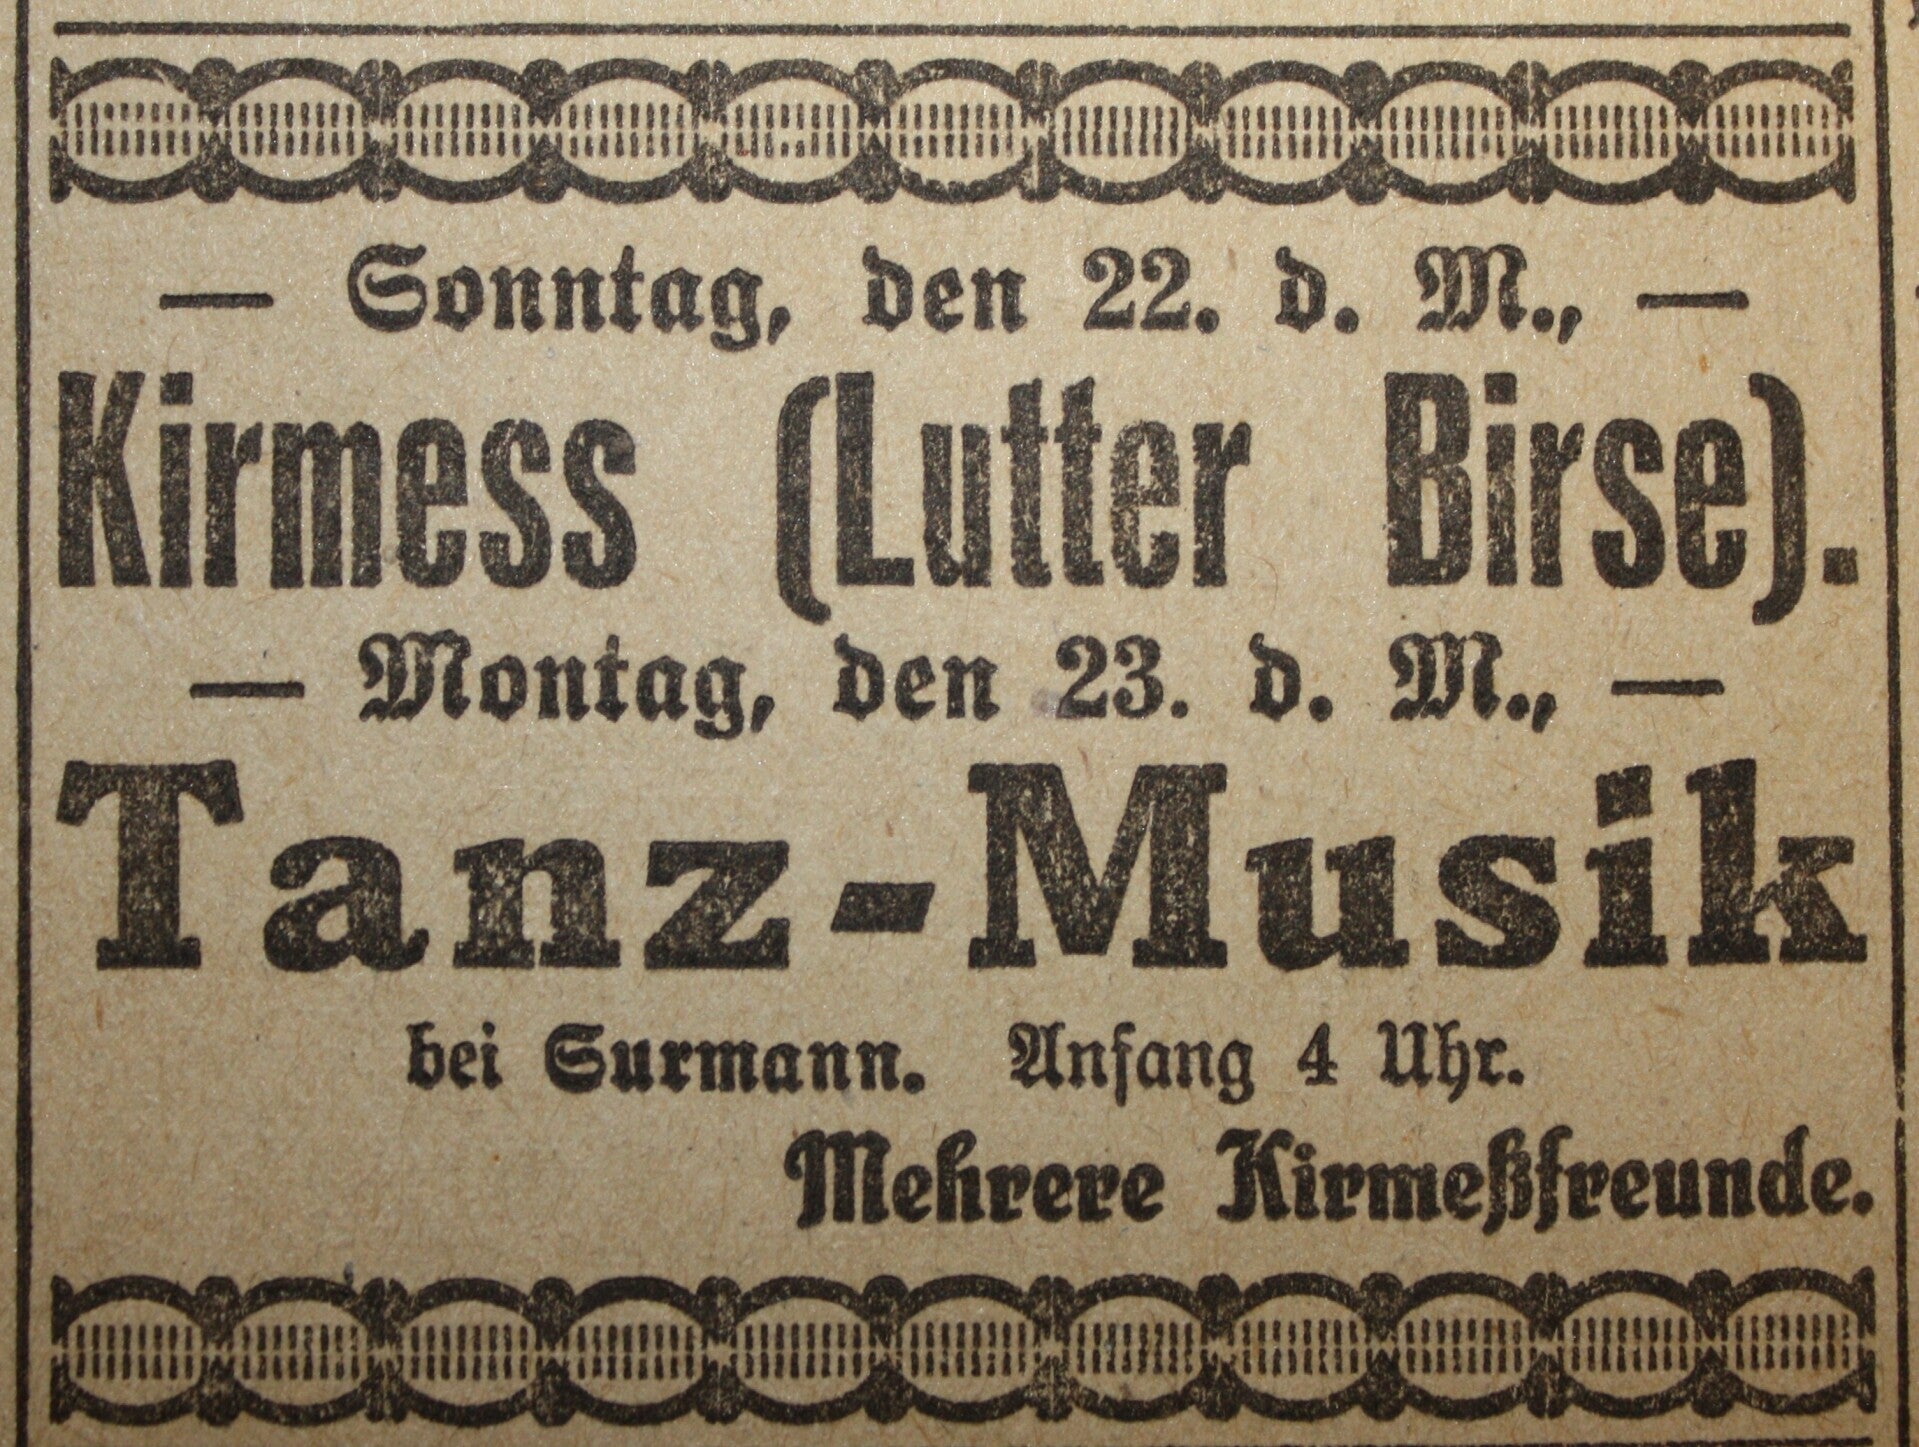 — Sonntag, den 22. d. M., —
Kirmess (Lutter Birse).
— Montag, den 23. d. M., —
Tanz-Musik
bei Surmann. Anfang 4 Uhr.
Mehrere Kirmeßfreunde.